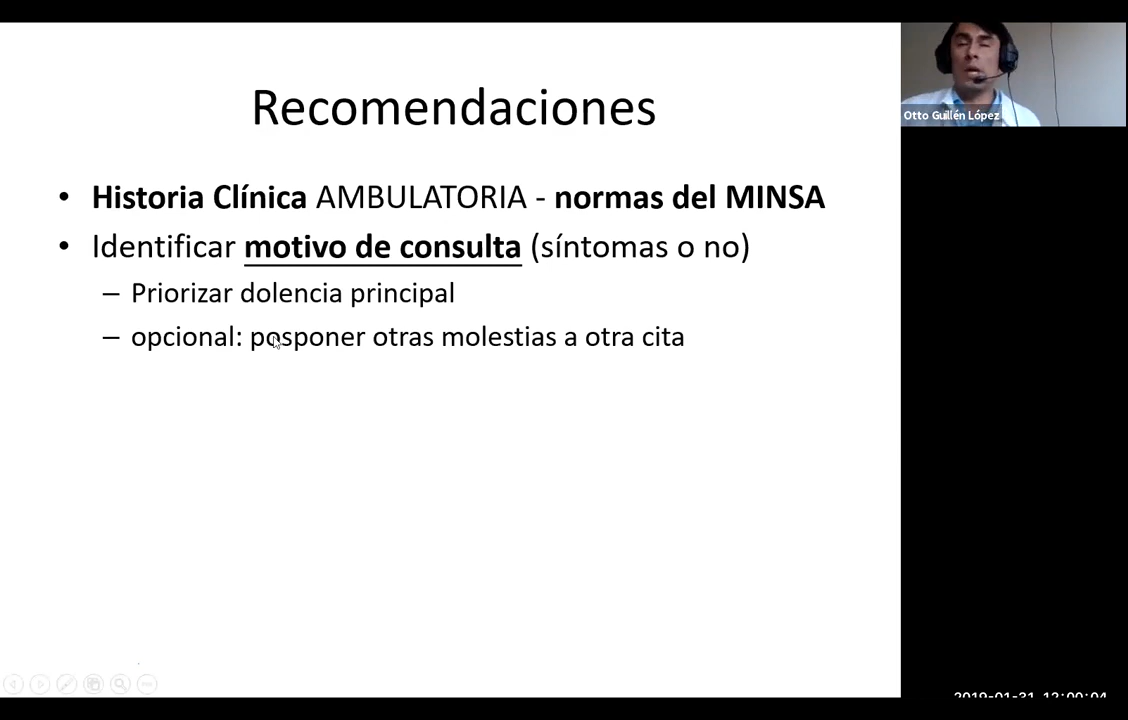 Recomendaciones
• Historia Clínica AMBULATORIA - normas del MINSA
• Identificar motivo de consulta (síntomas o no)
– Priorizar dolencia principal
– opcional: posponer otras molestias a otra cita
Otto Guillén López
2019-01-31 12:00:04